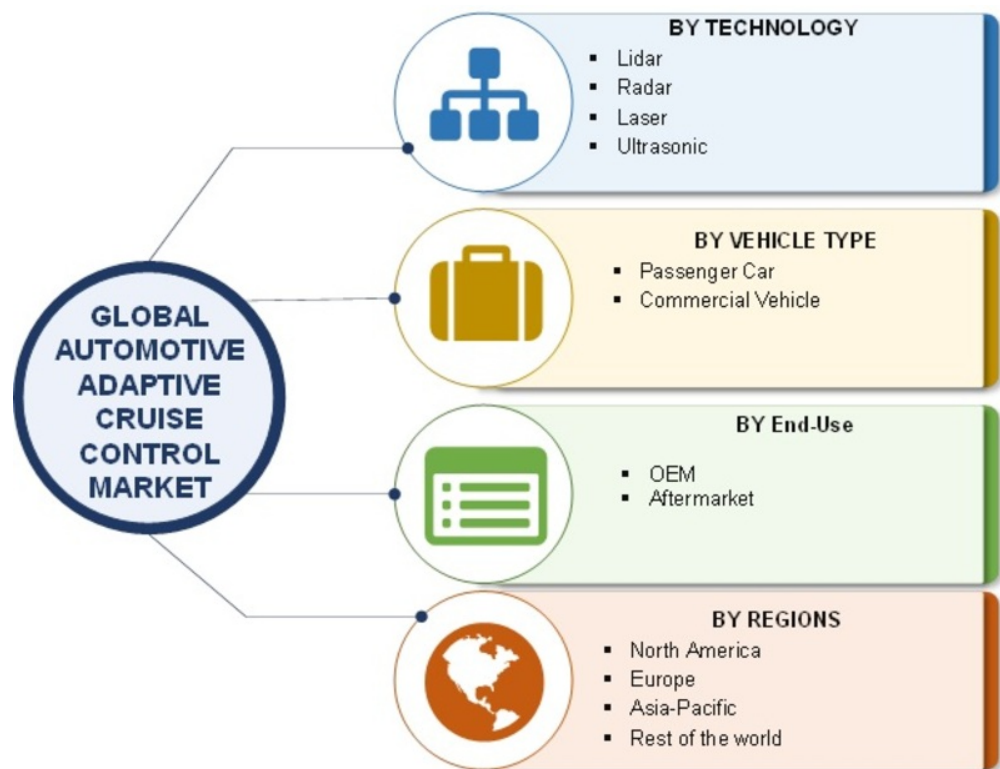 GLOBAL
AUTOMOTIVE
ADAPTIVE
CRUISE
CONTROL
MARKET
BY TECHNOLOGY
▪ Lidar
▪ Radar
▪ Laser
▪ Ultrasonic
BY VEHICLE TYPE
▪ Passenger Car
▪ Commercial Vehicle
BY End-Use
▪ OEM
▪ Aftermarket
BY REGIONS
▪ North America
▪ Europe
▪ Asia-Pacific
▪ Rest of the world